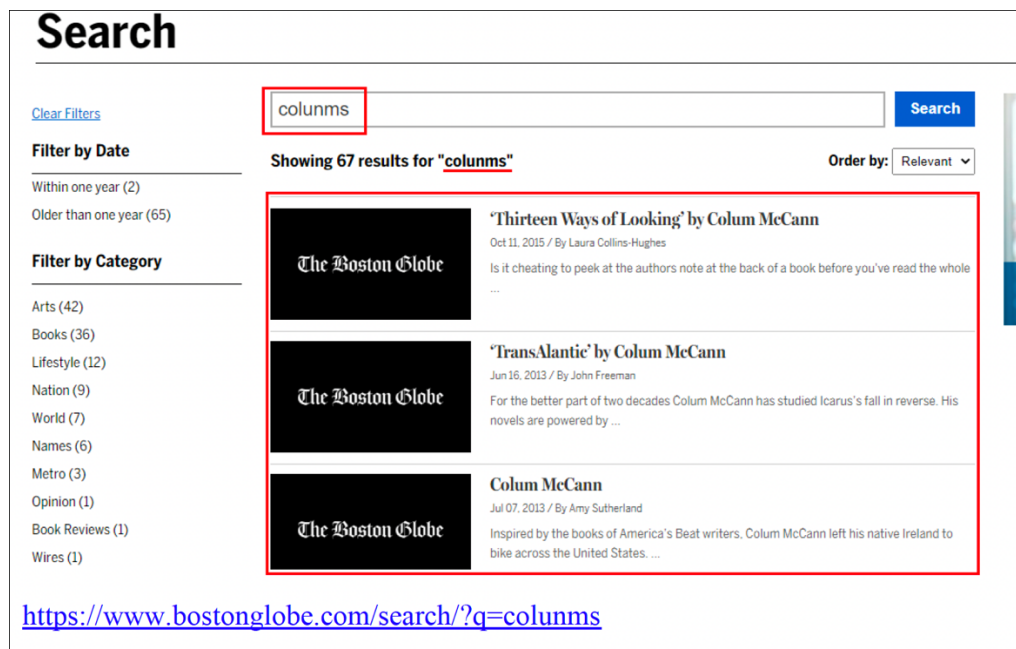 Search
Clear Filters
colunms
Search
Filter by Date
Showing 67 results for "colunms"
Order by: Relevant
Within one year (2)
Older than one year (65)
Filter by Category
Arts (42)
Books (36)
Lifestyle (12)
Nation (9)
World (7)
Names (6)
Metro (3)
Opinion (1)
Book Reviews (1)
Wires (1)
The Boston Globe
‘Thirteen Ways of Looking’ by Colum McCann
Oct 11, 2015 / By Laura Collins-Hughes
Is it cheating to peek at the authors note at the back of a book before you've read the whole
...
The Boston Globe
‘TransAlantic’ by Colum McCann
Jun 16, 2013 / By John Freeman
For the better part of two decades Colum McCann has studied Icarus's fall in reverse. His
novels are powered by ...
The Boston Globe
Colum McCann
Jul 07, 2013 / By Amy Sutherland
Inspired by the books of America's Beat writers, Colum McCann left his native Ireland to
bike across the United States. ...
https://www.bostonglobe.com/search/?q=colunms